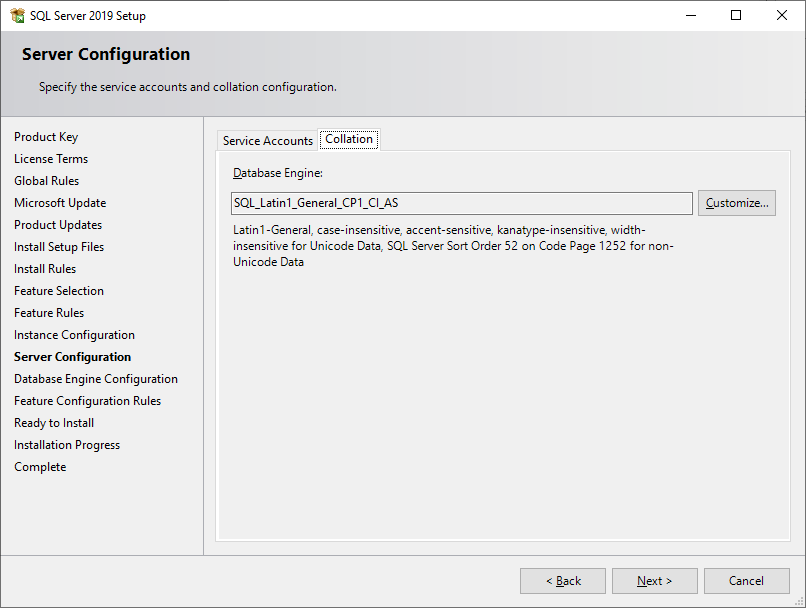 SQL Server 2019 Setup
Server Configuration
Specify the service accounts and collation configuration.
Product Key
License Terms
Global Rules
Microsoft Update
Product Updates
Install Setup Files
Install Rules
Feature Selection
Feature Rules
Instance Configuration
Server Configuration
Database Engine Configuration
Feature Configuration Rules
Ready to Install
Installation Progress
Complete
Service Accounts
Collation
Database Engine:
SQL_Latin1_General_CP1_CI_AS
Customize...
Latin1-General, case-insensitive, accent-sensitive, kanatype-insensitive, width-
insensitive for Unicode Data, SQL Server Sort Order 52 on Code Page 1252 for non-
Unicode Data
< Back
Next >
Cancel